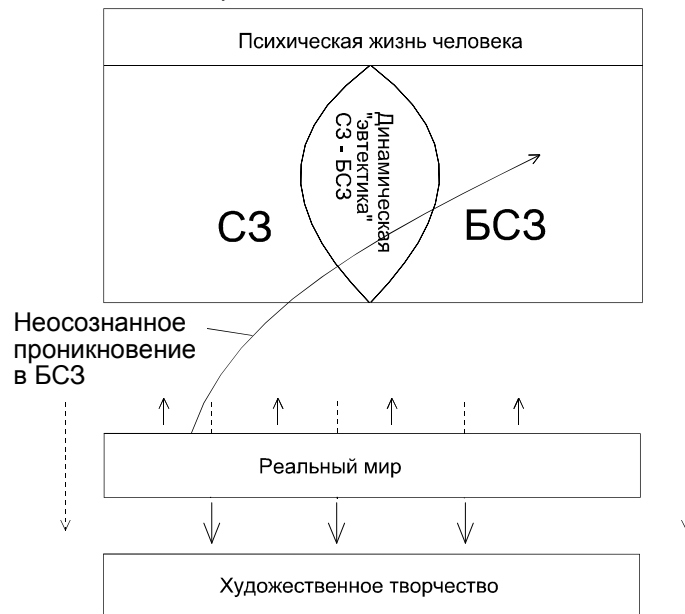 Психическая жизнь человека
Динамическая
"эвтектика"
СЗ - БСЗ
СЗ
БСЗ
Неосознанное
проникновение
в БСЗ
Реальный мир
Художественное творчество